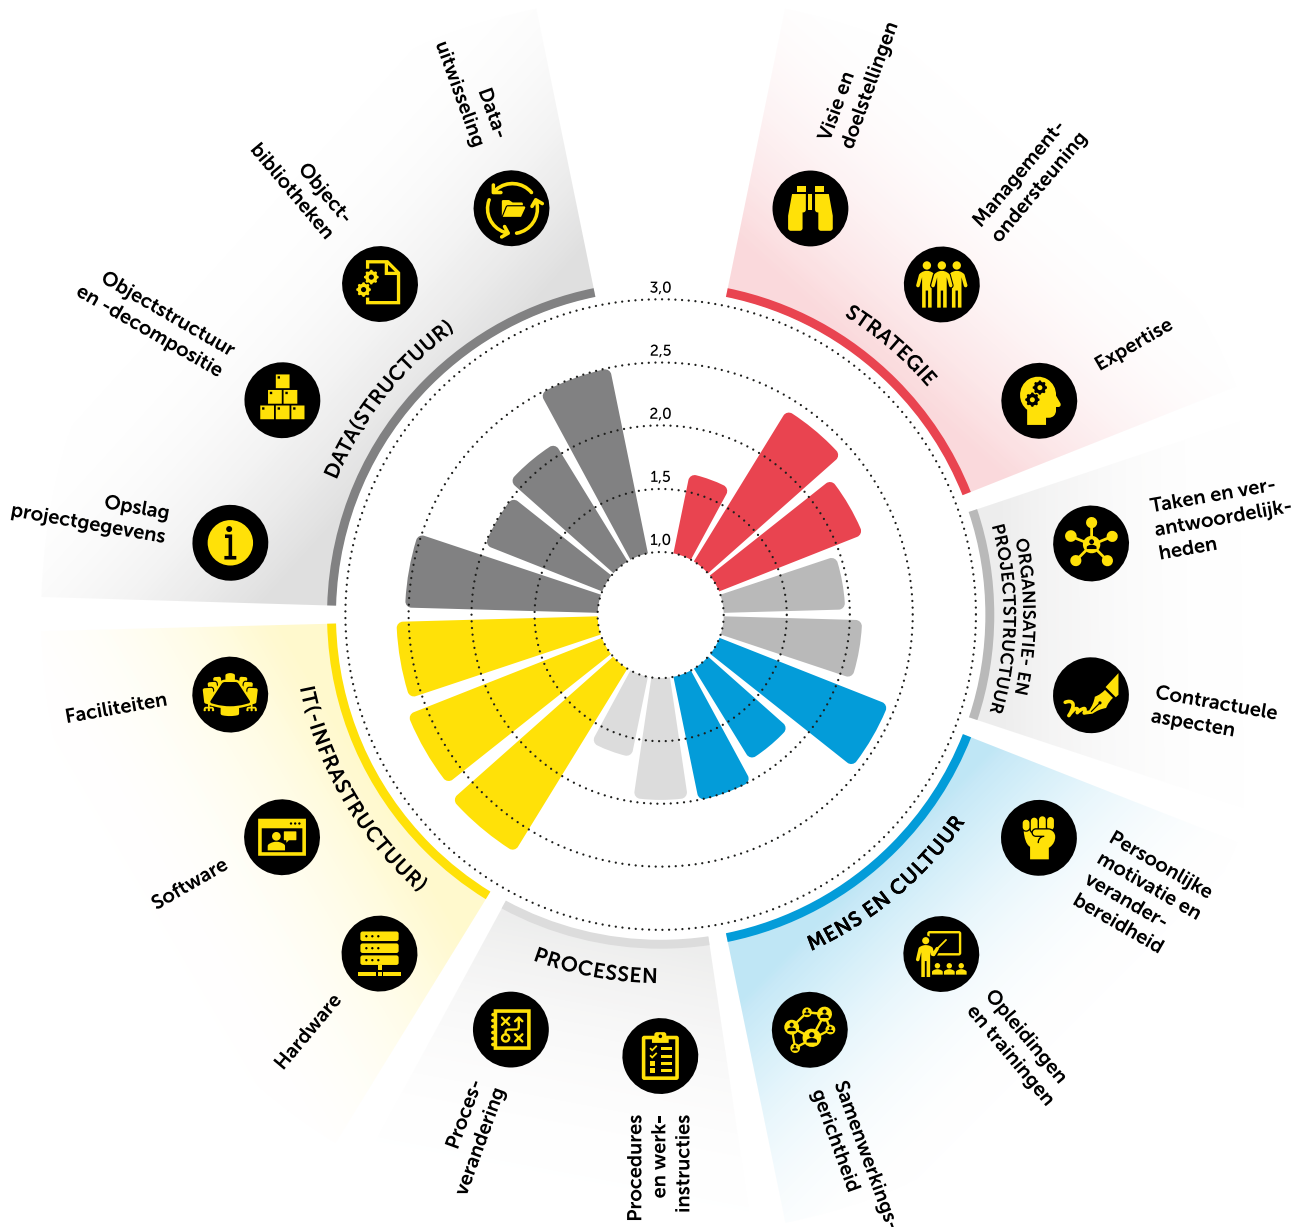 3,0
2,5
2,0
1,5
1,0
STRATEGIE
Visie en
doelstellingen
Management-
ondersteuning
Expertise
ORGANISATIE- EN
PROJECTSTRUCTUUR
Taken en ver-
antwoordelijk-
heden
Contractuele
aspecten
MENS EN CULTUUR
Persoonlijke
motivatie en
verander-
bereidheid
Opleidingen
en trainingen
Samenwerkings-
gerichtheid
PROCESSEN
Procedures
en werk-
instructies
Proces-
verandering
IT(-INFRASTRUCTUUR)
Hardware
Software
Faciliteiten
DATA(STRUCTUUR)
Opslag
projectgegevens
Objectstructuur
en -decompositie
Object-
bibliotheken
Data-
uitwisseling